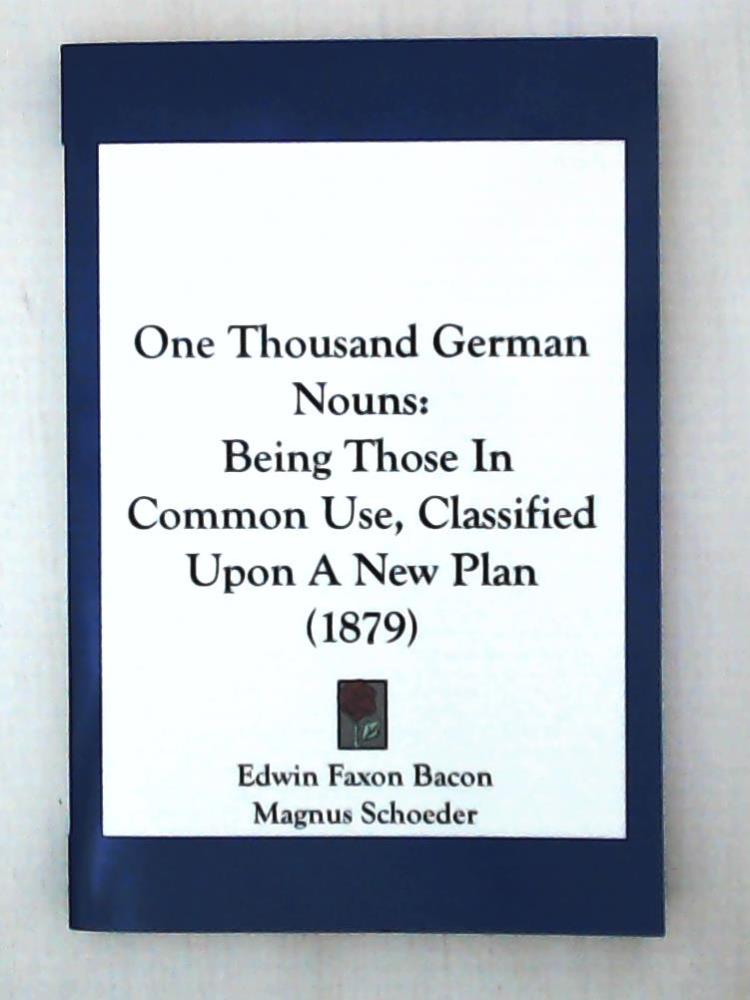 One Thousand German
Nouns:
Being Those In
Common Use, Classified
Upon A New Plan
(1879)
Edwin Faxon Bacon
Magnus Schoeder